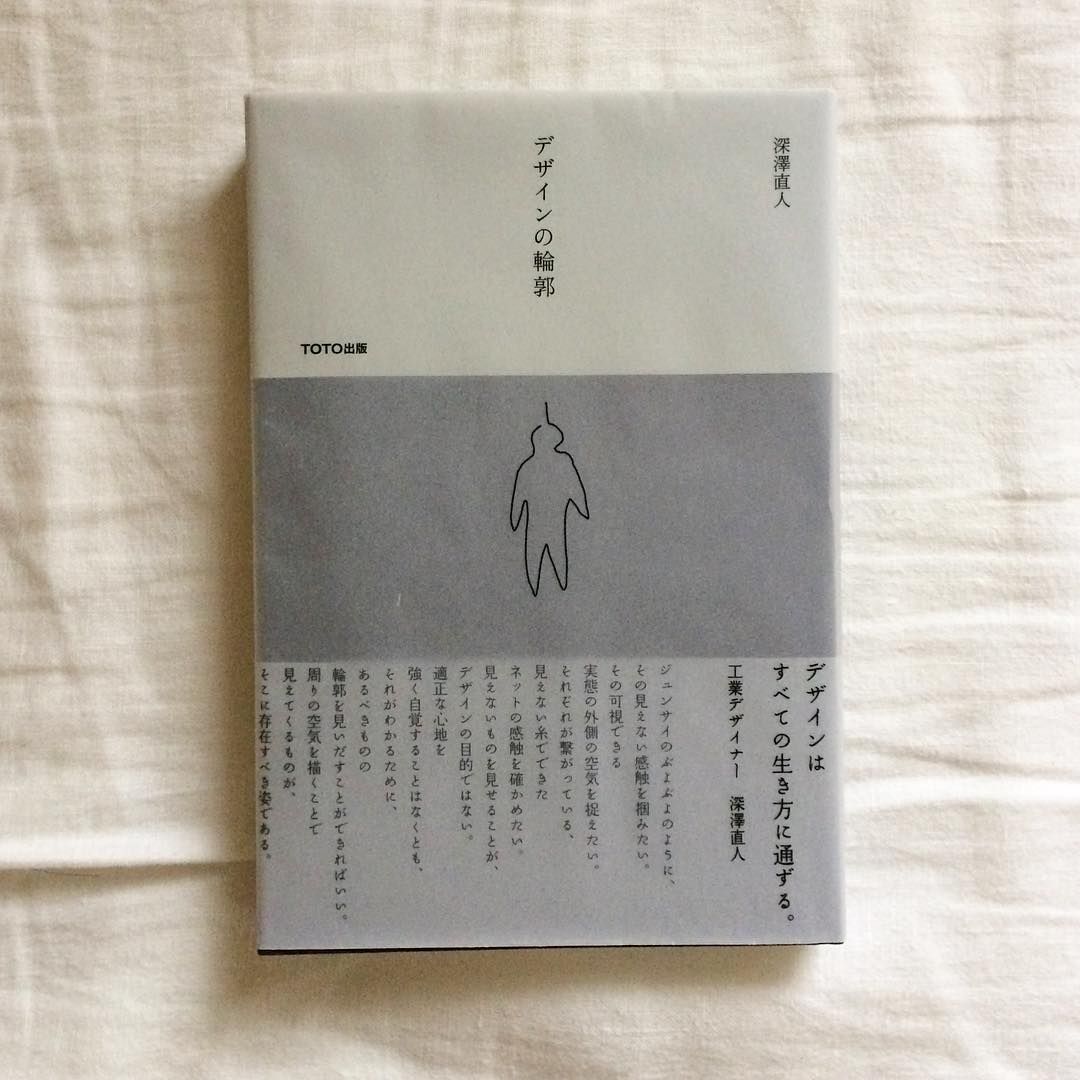 深澤直人
デザインの輪郭
TOTO出版
デザインは
すべての生き方に通ずる。
工業デザイナー　深澤直人
ジュンサイのぷよぷよのように、
その見えない感触を掴みたい。
その可視できる
実態の外側の空気を捉えたい。
それぞれが繋がっている、
見えない糸でできた
ネットの感触を確かめたい。
見えないものを見せることが、
デザインの目的ではない。
適正な心地を
強く自覚することはなくとも、
それがわかるために、
あるべきものの
輪郭を見いだすことができればいい。
周りの空気を描くことで
見えてくるものが、
そこに存在すべき姿である。